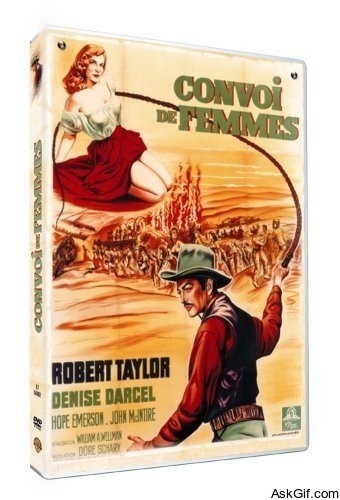 CONVOI
DE FEMMES
CONVOI DE FEMMES
ROBERT TAYLOR
DENISE DARCEL
HOPE EMERSON . JOHN McINTIRE
WILLIAM A. WELLMAN
DORE SCHARY
DVD
AskGif.com